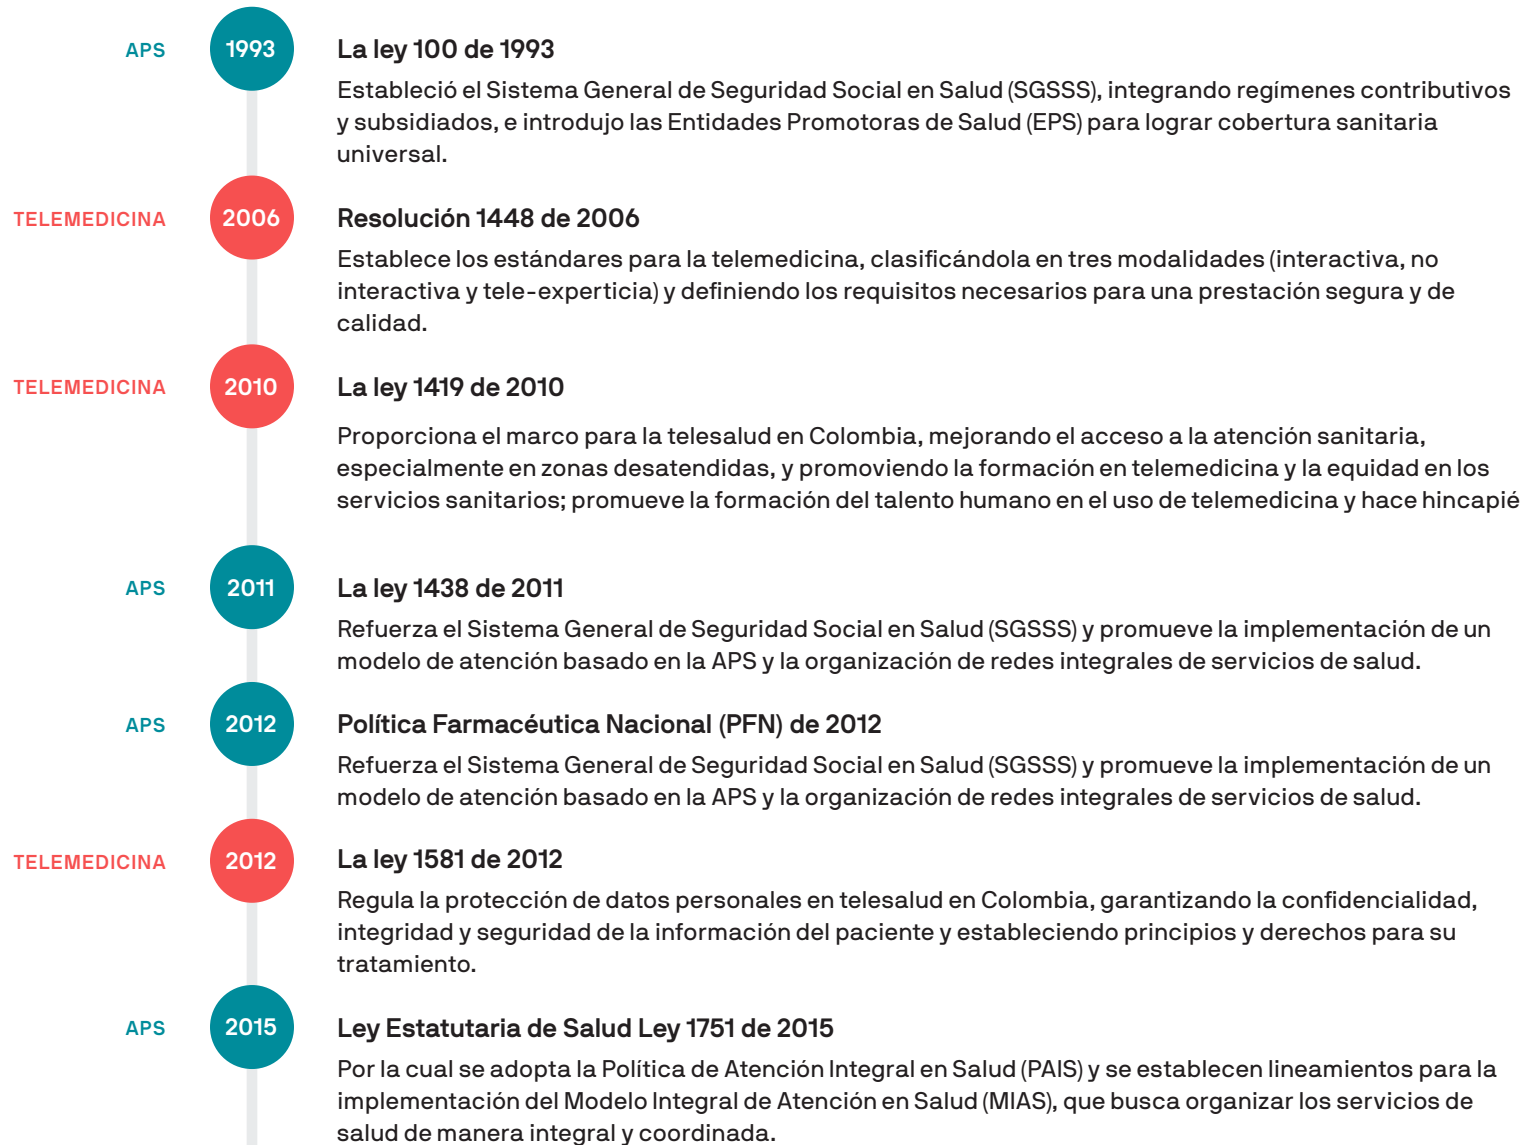 APS
1993
La ley 100 de 1993
Estableció el Sistema General de Seguridad Social en Salud (SGSSS), integrando regímenes contributivos
y subsidiados, e introdujo las Entidades Promotoras de Salud (EPS) para lograr cobertura sanitaria
universal.
TELEMEDICINA
2006
Resolución 1448 de 2006
Establece los estándares para la telemedicina, clasificándola en tres modalidades (interactiva, no
interactiva y tele-experticia) y definiendo los requisitos necesarios para una prestación segura y de
calidad.
TELEMEDICINA
2010
La ley 1419 de 2010
Proporciona el marco para la telesalud en Colombia, mejorando el acceso a la atención sanitaria,
especialmente en zonas desatendidas, y promoviendo la formación en telemedicina y la equidad en los
servicios sanitarios; promueve la formación del talento humano en el uso de telemedicina y hace hincapié
APS
2011
La ley 1438 de 2011
Refuerza el Sistema General de Seguridad Social en Salud (SGSSS) y promueve la implementación de un
modelo de atención basado en la APS y la organización de redes integrales de servicios de salud.
APS
2012
Política Farmacéutica Nacional (PFN) de 2012
Refuerza el Sistema General de Seguridad Social en Salud (SGSSS) y promueve la implementación de un
modelo de atención basado en la APS y la organización de redes integrales de servicios de salud.
TELEMEDICINA
2012
La ley 1581 de 2012
Regula la protección de datos personales en telesalud en Colombia, garantizando la confidencialidad,
integridad y seguridad de la información del paciente y estableciendo principios y derechos para su
tratamiento.
APS
2015
Ley Estatutaria de Salud Ley 1751 de 2015
Por la cual se adopta la Política de Atención Integral en Salud (PAIS) y se establecen lineamientos para la
implementación del Modelo Integral de Atención en Salud (MIAS), que busca organizar los servicios de
salud de manera integral y coordinada.